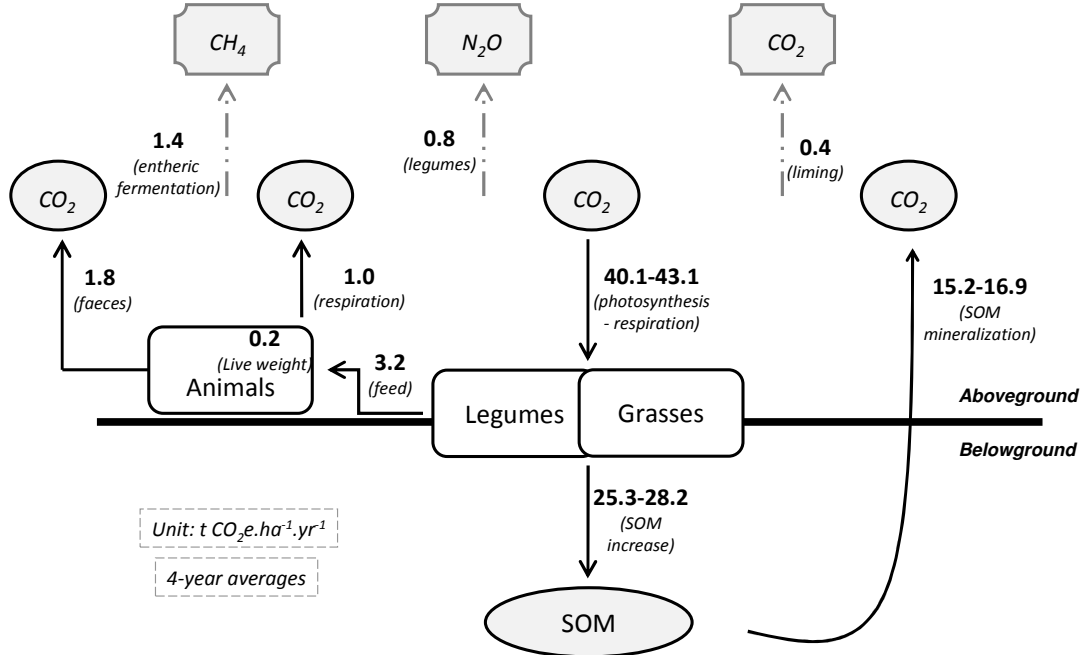 CH₄
N₂O
CO₂
1.4
(entheric
fermentation)
0.8
(legumes)
0.4
(liming)
CO₂
CO₂
CO₂
CO₂
1.8
(faeces)
1.0
(respiration)
40.1-43.1
(photosynthesis
- respiration)
15.2-16.9
(SOM
mineralization)
0.2
(Live weight)
Animals
3.2
(feed)
Legumes
Grasses
Aboveground
Belowground
25.3-28.2
(SOM
increase)
Unit: t CO₂e.ha⁻¹.yr⁻¹
4-year averages
SOM